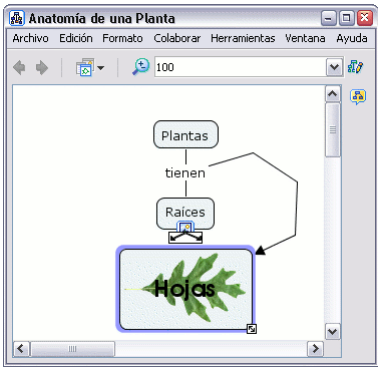 Anatomía de una Planta
Archivo Edición Formato Colaborar Herramientas Ventana Ayuda
100
Plantas
tienen
Raíces
Hojas